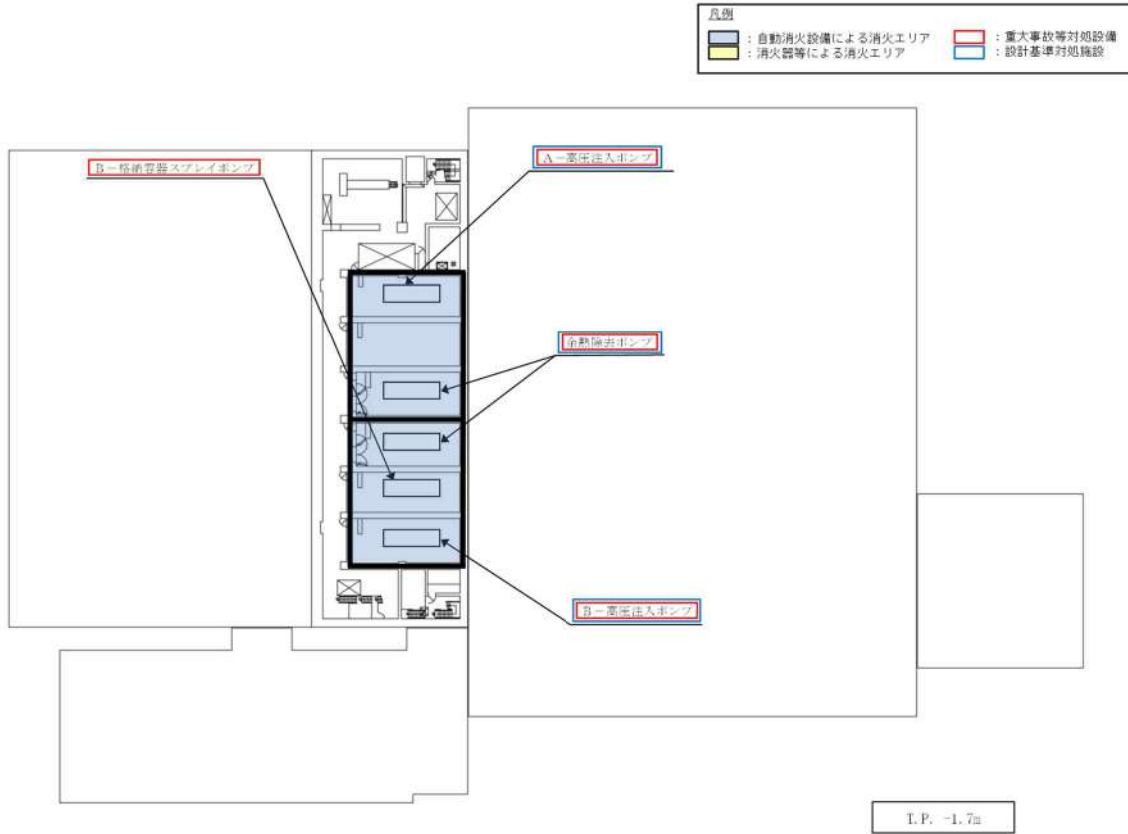 凡例
：自動消火設備による消火エリア
：重大事故等対処設備
：消火器等による消火エリア
：設計基準対処施設
A－高圧注入ポンプ
B－格納容器スプレイポンプ
余熱除去ポンプ
B－高圧注入ポンプ
T.P. -1.7m